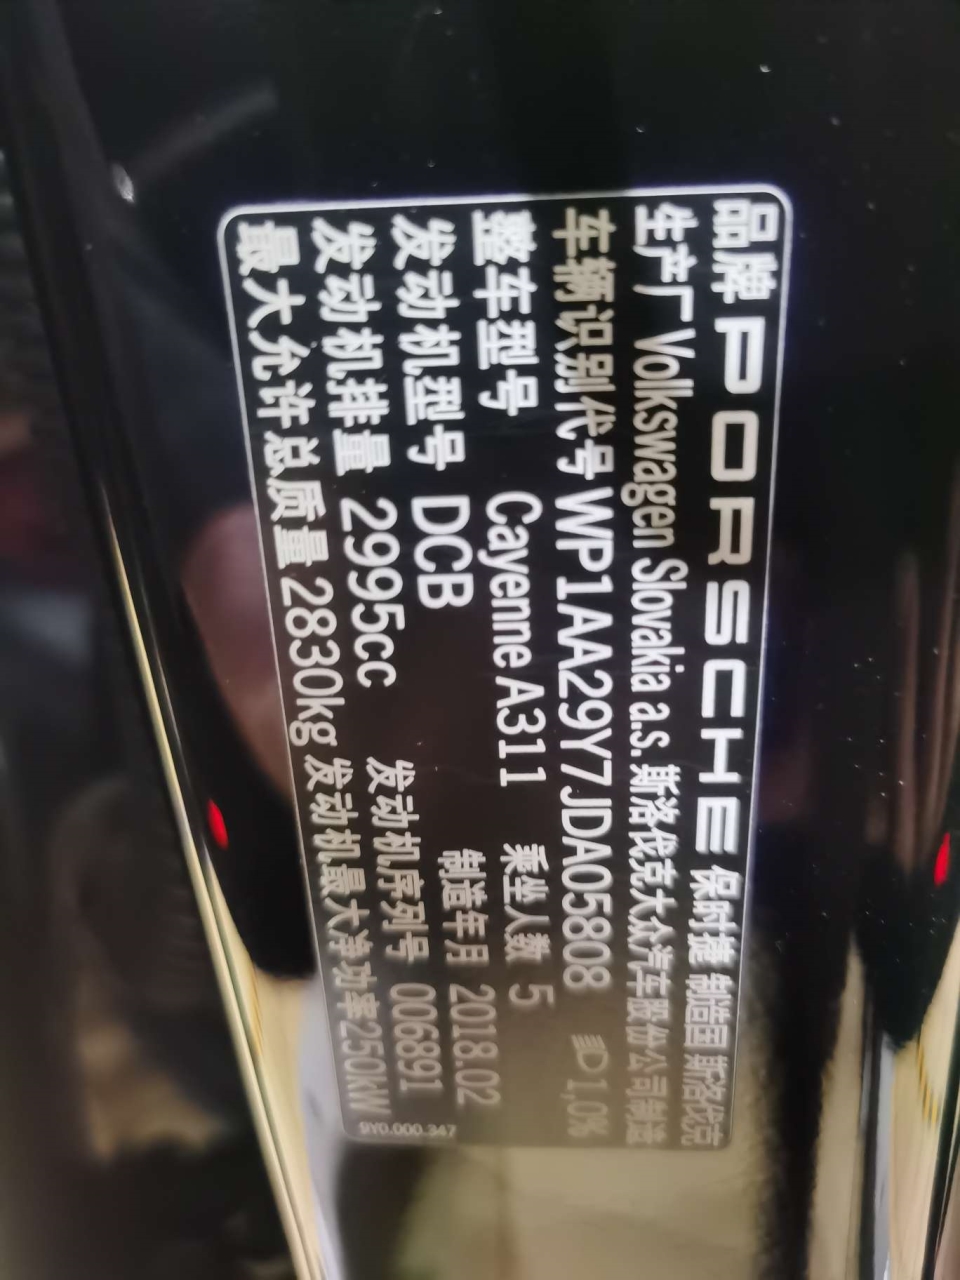 品牌 PORSCHE 保时捷 制造国 斯洛伐克
生产厂 Volkswagen Slovakia a.s. 斯洛伐克大众汽车股份公司制造
车辆识别代号 WP1AA29Y7JDA05808 1,0%
整车型号 Cayenne A311 乘坐人数 5
发动机型号 DCB 制造年月 2018.02
发动机排量 2995cc 发动机序列号 006891
最大允许总质量 2830kg 发动机最大净功率250kW
9Y0.000.347